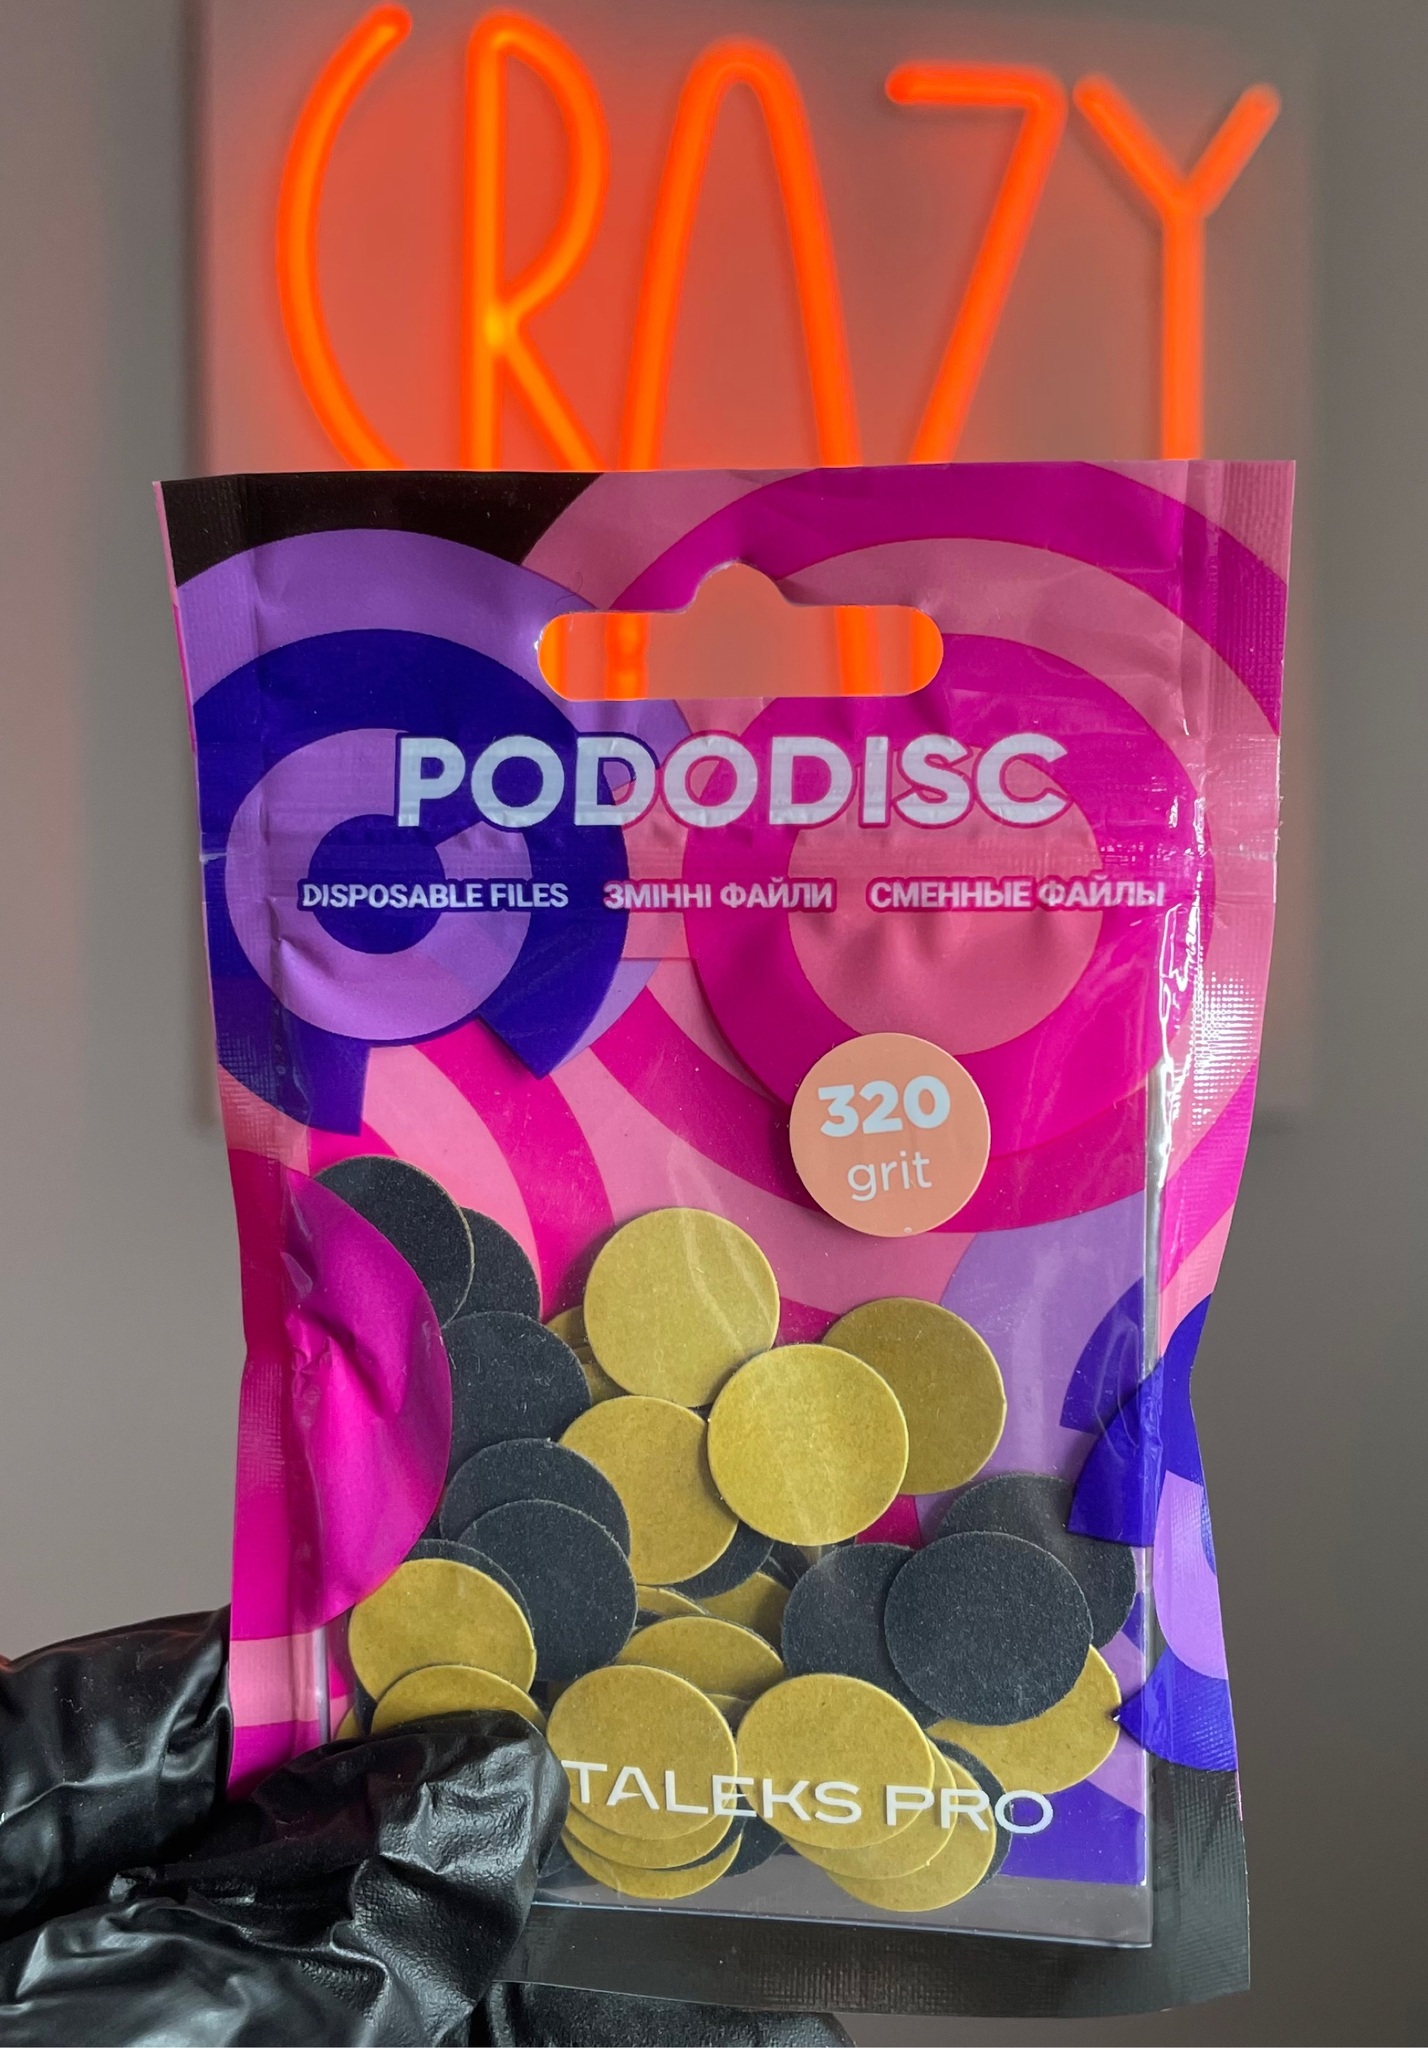 CRAZY
PODODISC
DISPOSABLE FILES ЗМІННІ ФАЙЛИ СМЕННЫЕ ФАЙЛЫ
320
grit
TALEKS PRO